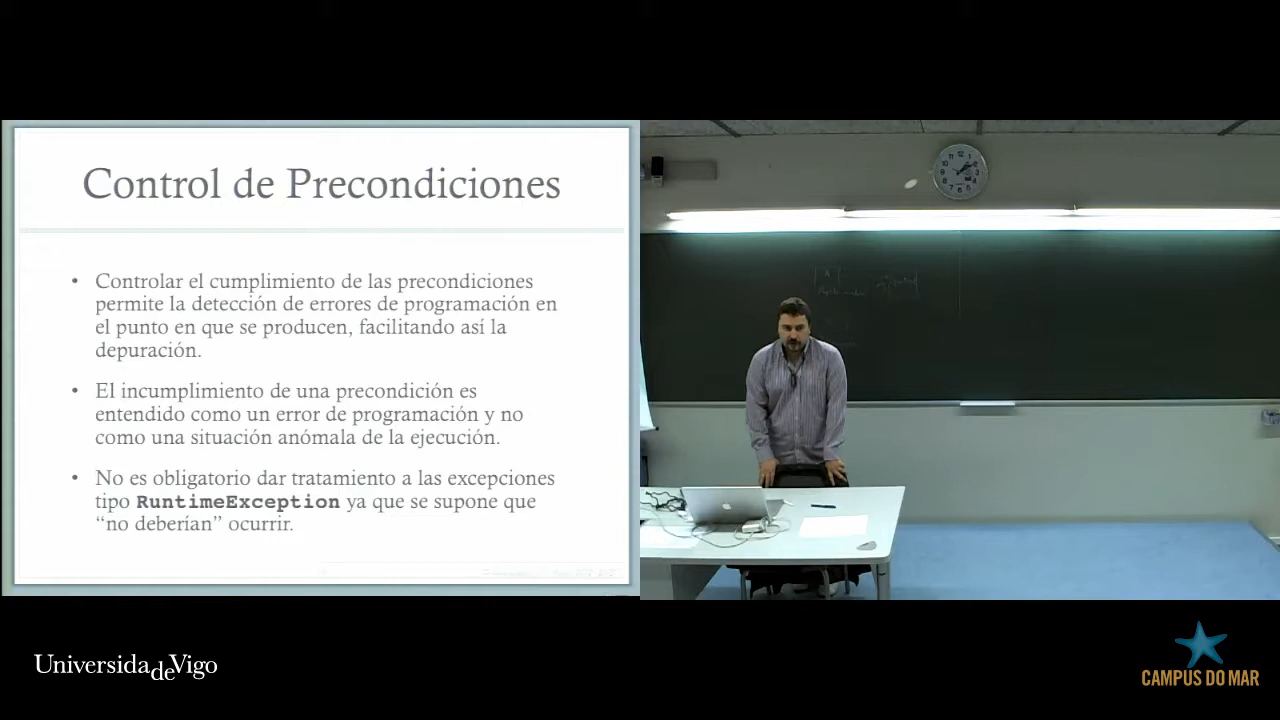 Control de Precondiciones
• Controlar el cumplimiento de las precondiciones
permite la detección de errores de programación en
el punto en que se producen, facilitando así la
depuración.
• El incumplimiento de una precondición es
entendido como un error de programación y no
como una situación anómala de la ejecución.
• No es obligatorio dar tratamiento a las excepciones
tipo RuntimeException ya que se supone que
“no deberían” ocurrir.
Universidade de Vigo
CAMPUS DO MAR